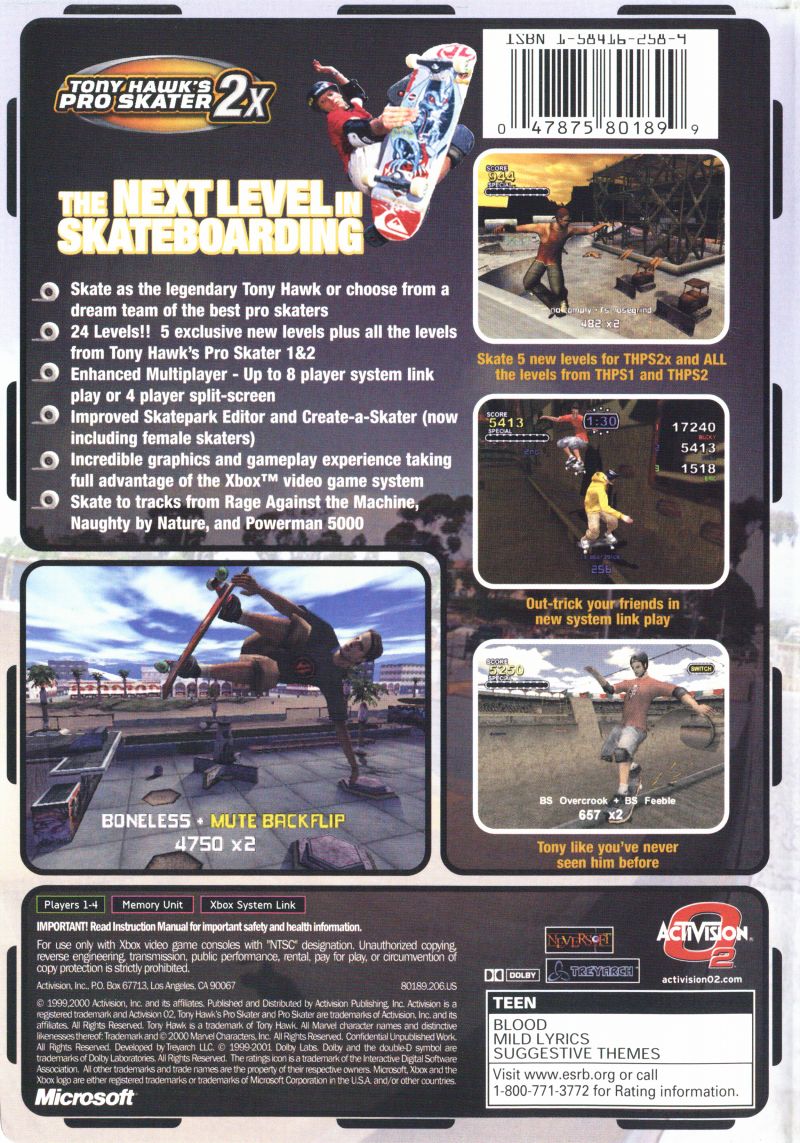 TONY HAWK'S
PRO SKATER 2X
ISBN 1-58416-258-9
0 47875 80189 9
THE NEXT LEVEL IN
SKATEBOARDING
Skate as the legendary Tony Hawk or choose from a
dream team of the best pro skaters
24 Levels!! 5 exclusive new levels plus all the levels
from Tony Hawk's Pro Skater 1&2
Enhanced Multiplayer - Up to 8 player system link
play or 4 player split-screen
Improved Skatepark Editor and Create-a-Skater (now
including female skaters)
Incredible graphics and gameplay experience taking
full advantage of the Xbox™ video game system
Skate to tracks from Rage Against the Machine,
Naughty by Nature, and Powerman 5000
SCORE
944
SPECIAL
no comply + fs nosegrind
482 x2
Skate 5 new levels for THPS2x and ALL
the levels from THPS1 and THPS2
SCORE
5413
SPECIAL
2nd
1:30
1 17240
2 5413
3 1518
256
Out-trick your friends in
new system link play
SCORE
5250
SPECIAL
SWITCH
BS Overcrook + BS Feeble
657 x2
Tony like you've never
seen him before
BONELESS + MUTE BACKFLIP
4750 x2
Players 1-4
Memory Unit
Xbox System Link
IMPORTANT! Read Instruction Manual for important safety and health information.
For use only with Xbox video game consoles with "NTSC" designation. Unauthorized copying,
reverse engineering, transmission, public performance, rental, pay for play, or circumvention of
copy protection is strictly prohibited.
Activision, Inc. P.O. Box 67713, Los Angeles, CA 90067
80189.206.US
© 1999,2000 Activision, Inc. and its affiliates. Published and Distributed by Activision Publishing, Inc. Activision is a
registered trademark and Activision 02, Tony Hawk's Pro Skater and Pro Skater are trademarks of Activision, Inc. and its
affiliates. All Rights Reserved. Tony Hawk is a trademark of Tony Hawk. All Marvel character names and distinctive
likenesses thereof: Trademark and © 2000 Marvel Characters, Inc. All Rights Reserved. Confidential Unpublished Work.
All Rights Reserved. Developed by Treyarch LLC. © 1999-2001 Dolby Labs. Dolby and the double-D symbol are
trademarks of Dolby Laboratories. All Rights Reserved. The ratings icon is a trademark of the Interactive Digital Software
Association. All other trademarks and trade names are the property of their respective owners. Microsoft, Xbox and the
Xbox logo are either registered trademarks or trademarks of Microsoft Corporation in the U.S.A. and/or other countries.
Microsoft
NEVERSOFT
DOLBY
TREYARCH
ACTIVISION
O2
activision02.com
TEEN
BLOOD
MILD LYRICS
SUGGESTIVE THEMES
Visit www.esrb.org or call
1-800-771-3772 for Rating information.